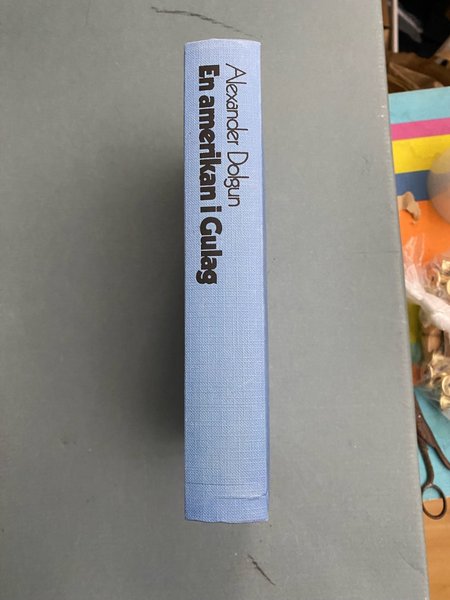 Alexander Dolgun
En amerikan i Gulag